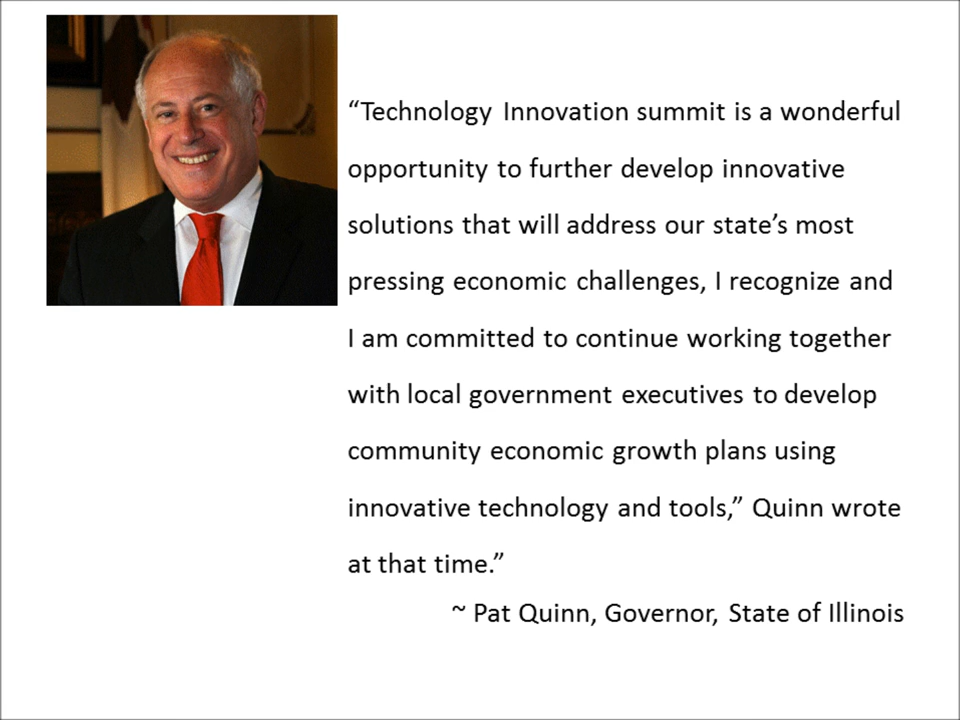 “Technology Innovation summit is a wonderful
opportunity to further develop innovative
solutions that will address our state’s most
pressing economic challenges, I recognize and
I am committed to continue working together
with local government executives to develop
community economic growth plans using
innovative technology and tools,” Quinn wrote
at that time.”
~ Pat Quinn, Governor, State of Illinois